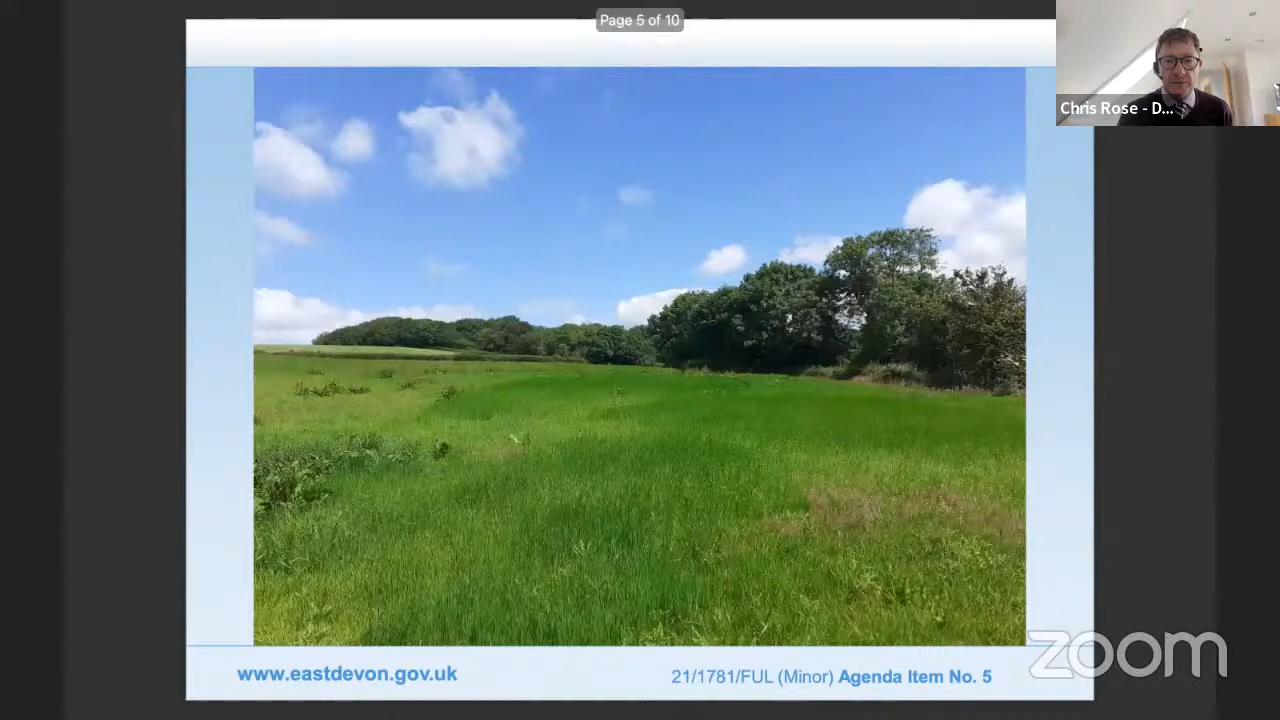 Page 5 of 10
Chris Rose - D...
www.eastdevon.gov.uk
21/1781/FUL (Minor) Agenda Item No. 5
zoom